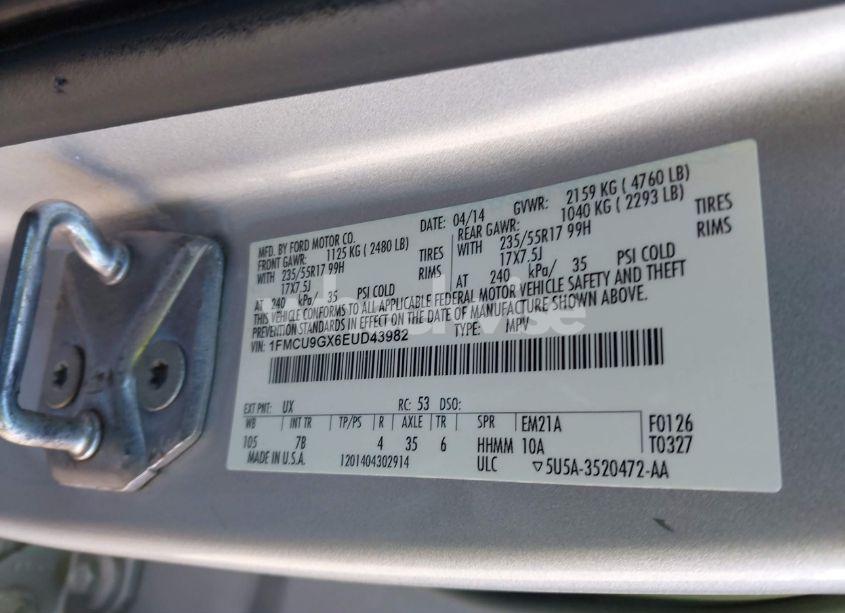 MFD. BY FORD MOTOR CO.
DATE: 04/14 GVWR: 2159 KG ( 4760 LB)
FRONT GAWR: 1125 KG ( 2480 LB) REAR GAWR: 1040 KG ( 2293 LB)
WITH 235/55R17 99H TIRES WITH 235/55R17 99H TIRES
17X7.5J RIMS 17X7.5J RIMS
AT 240 kPa/ 35 PSI COLD AT 240 kPa/ 35 PSI COLD
THIS VEHICLE CONFORMS TO ALL APPLICABLE FEDERAL MOTOR VEHICLE SAFETY AND THEFT
PREVENTION STANDARDS IN EFFECT ON THE DATE OF MANUFACTURE SHOWN ABOVE.
VIN: 1FMCU9GX6EUD43982 TYPE: MPV
EXT PNT: UX RC: 53 DSO:
WB INT TR TP/PS R AXLE TR SPR EM21A F0126
105 7B 4 35 6 HHMM 10A T0327
MADE IN U.S.A. 1201404302914 ULC ▽5U5A-3520472-AA